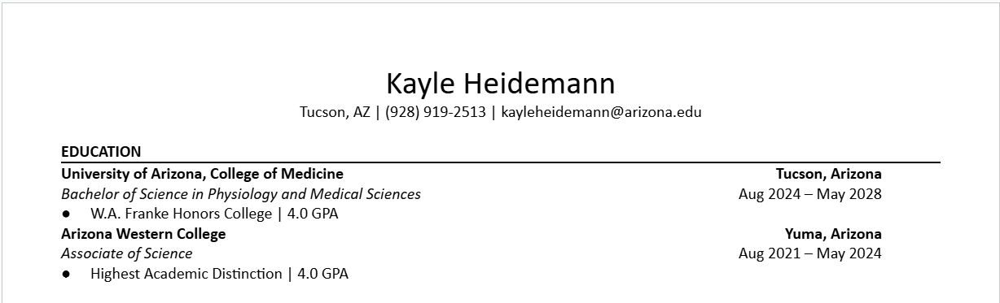 Kayle Heidemann
Tucson, AZ | (928) 919-2513 | kayleheidemann@arizona.edu
EDUCATION
University of Arizona, College of Medicine Tucson, Arizona
Bachelor of Science in Physiology and Medical Sciences Aug 2024 – May 2028
● W.A. Franke Honors College | 4.0 GPA
Arizona Western College Yuma, Arizona
Associate of Science Aug 2021 – May 2024
● Highest Academic Distinction | 4.0 GPA